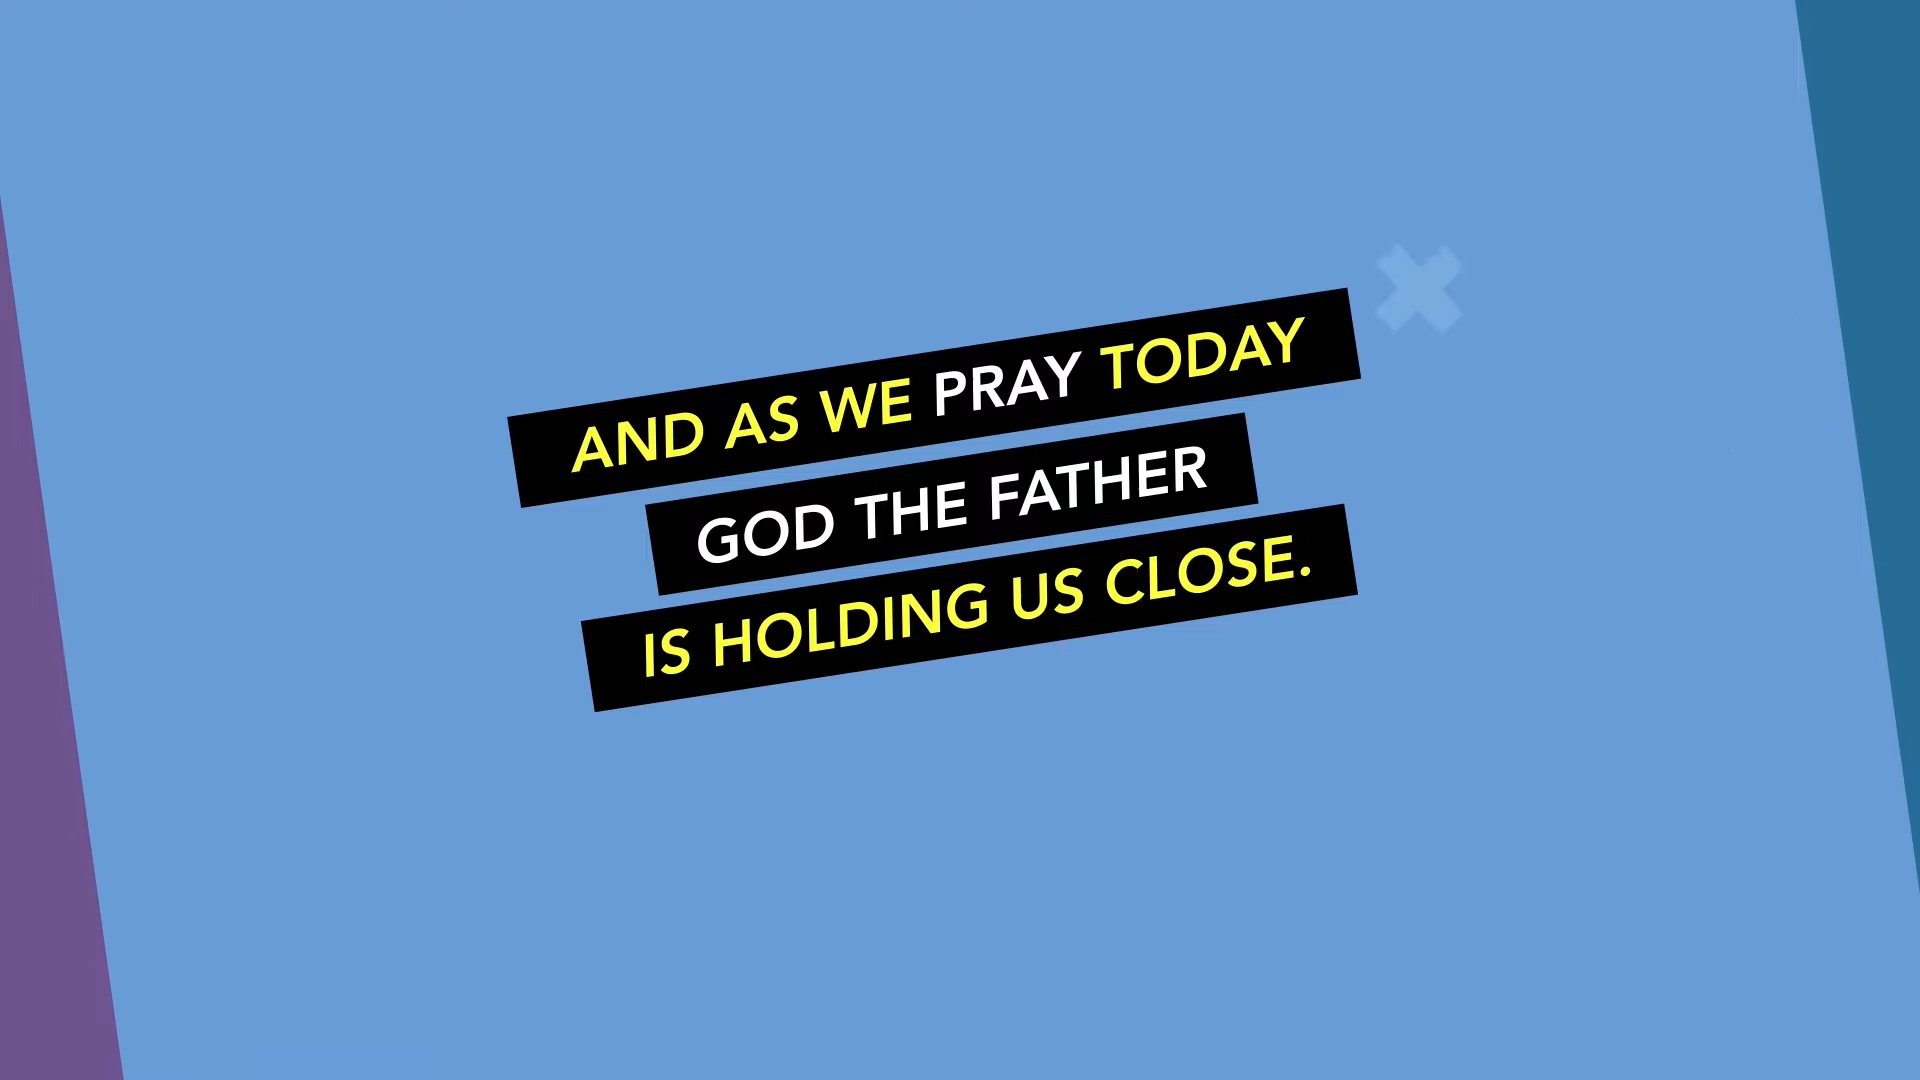 AND AS WE PRAY TODAY
GOD THE FATHER
IS HOLDING US CLOSE.